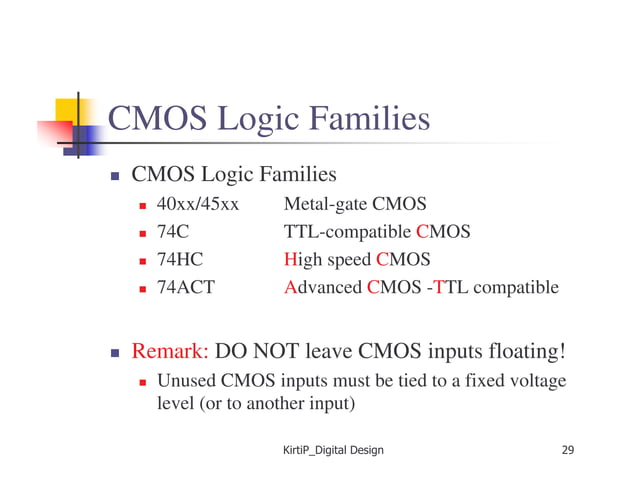 CMOS Logic Families
CMOS Logic Families
40xx/45xx Metal-gate CMOS
74C TTL-compatible CMOS
74HC High speed CMOS
74ACT Advanced CMOS -TTL compatible
Remark: DO NOT leave CMOS inputs floating!
Unused CMOS inputs must be tied to a fixed voltage
level (or to another input)
KirtiP_Digital Design 29